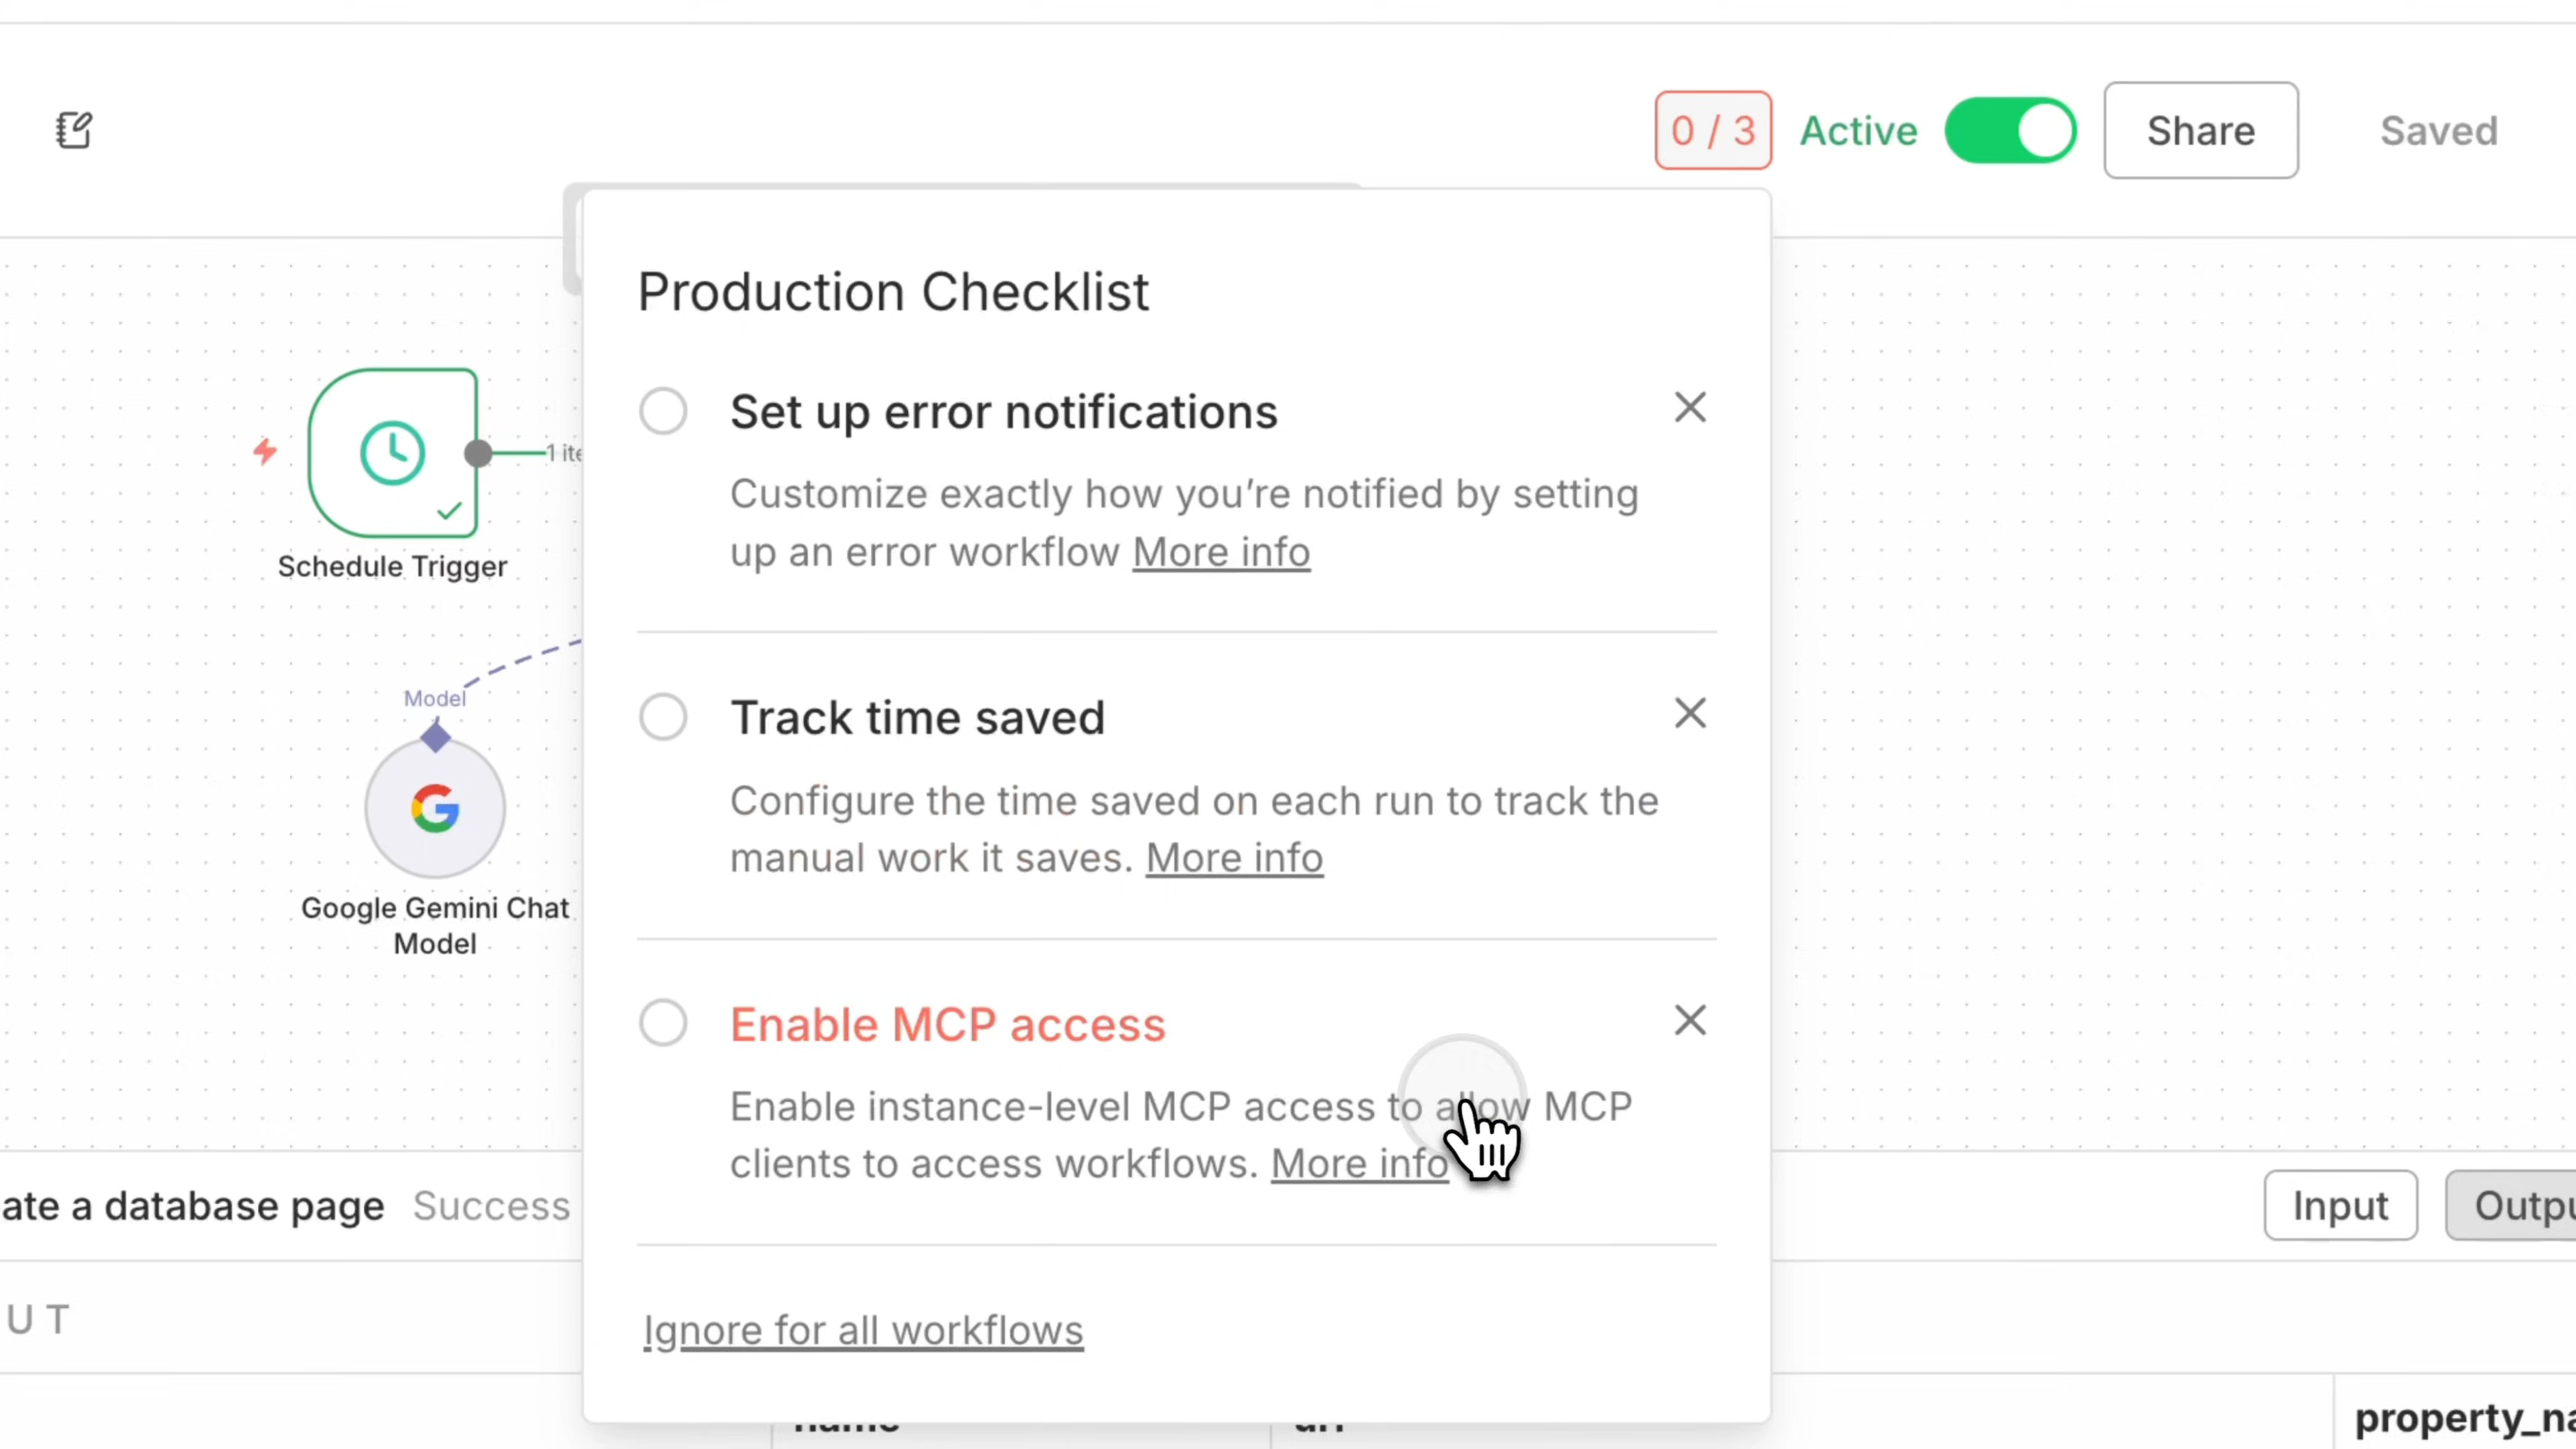 0 / 3 Active Share Saved
Production Checklist
Set up error notifications
Customize exactly how you’re notified by setting
up an error workflow More info
Track time saved
Configure the time saved on each run to track the
manual work it saves. More info
Enable MCP access
Enable instance-level MCP access to allow MCP
clients to access workflows. More info
Ignore for all workflows
1 ite
Schedule Trigger
Model
Google Gemini Chat
Model
ate a database page Success
Input Outpu
UT
name
property_na